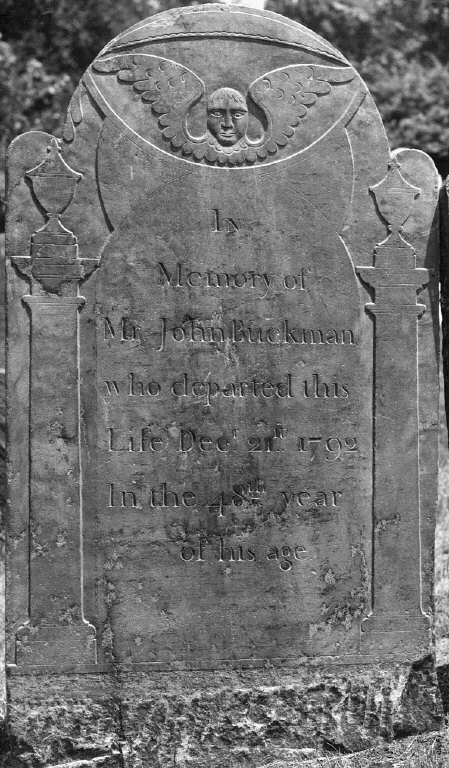 In
Memory of
Mr. John Buckman
who departed this
Life Decr 21st 1792
In the 48th year
of his age